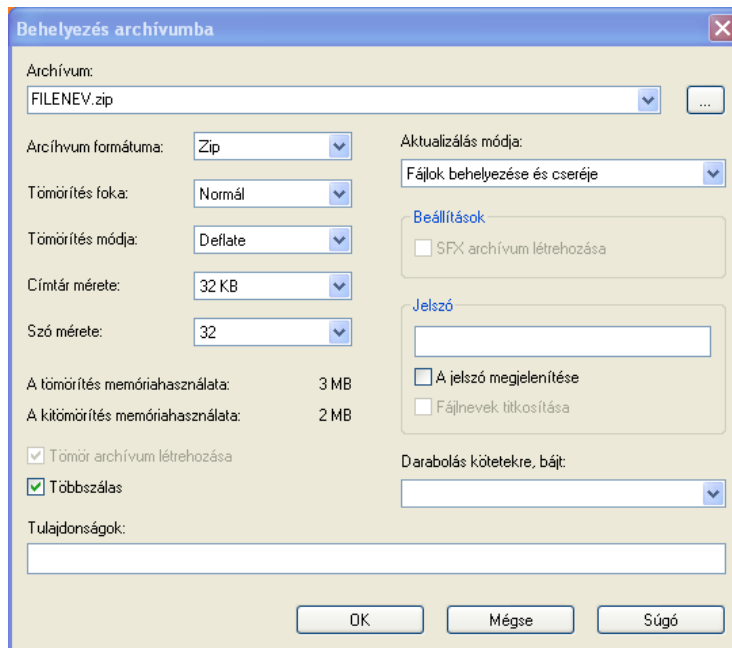 Behelyezés archívumba
Archívum:
FILENEV.zip
...
Arcíhvum formátuma:
Zip
Tömörítés foka:
Normál
Tömörítés módja:
Deflate
Címtár mérete:
32 KB
Szó mérete:
32
A tömörítés memóriahasználata: 3 MB
A kitömörítés memóriahasználata: 2 MB
Tömör archívum létrehozása
Többszálas
Aktualizálás módja:
Fájlok behelyezése és cseréje
Beállítások
SFX archívum létrehozása
Jelszó
A jelszó megjelenítése
Fájlnevek titkosítása
Darabolás kötetekre, bájt:
Tulajdonságok:
OK
Mégse
Súgó